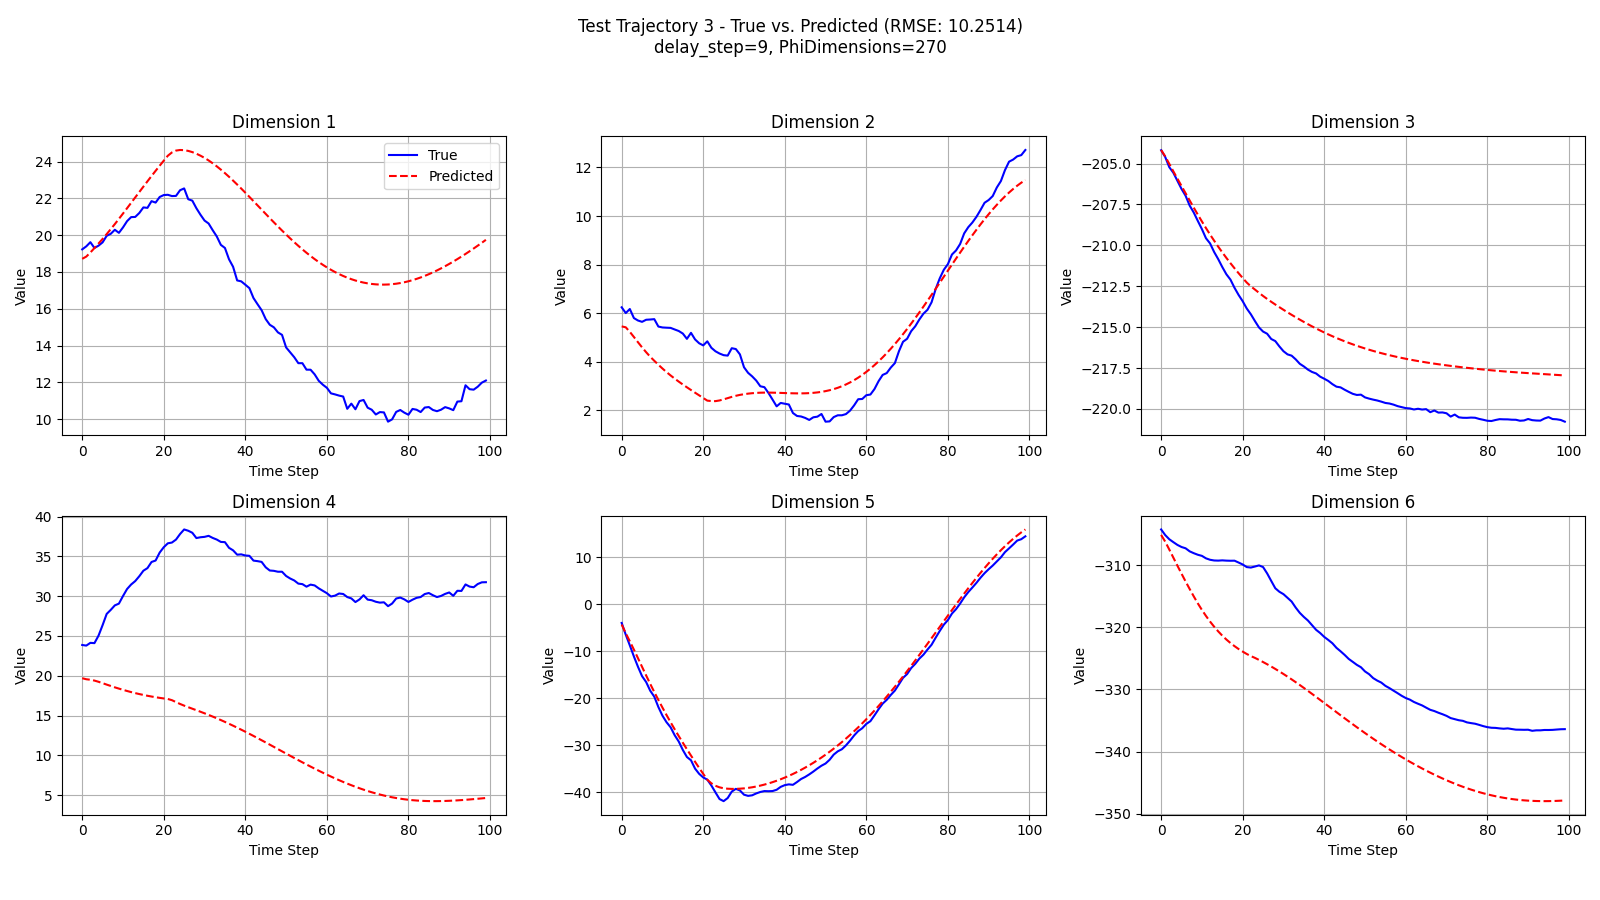 Test Trajectory 3 - True vs. Predicted (RMSE: 10.2514)
delay_step=9, PhiDimensions=270
Dimension 1
Value
24
22
20
18
16
14
12
10
0 20 40 60 80 100
Time Step
True
Predicted
Dimension 2
Value
12
10
8
6
4
2
0 20 40 60 80 100
Time Step
Dimension 3
Value
−205.0
−207.5
−210.0
−212.5
−215.0
−217.5
−220.0
0 20 40 60 80 100
Time Step
Dimension 4
Value
40
35
30
25
20
15
10
5
0 20 40 60 80 100
Time Step
Dimension 5
Value
10
0
−10
−20
−30
−40
0 20 40 60 80 100
Time Step
Dimension 6
Value
−310
−320
−330
−340
−350
0 20 40 60 80 100
Time Step